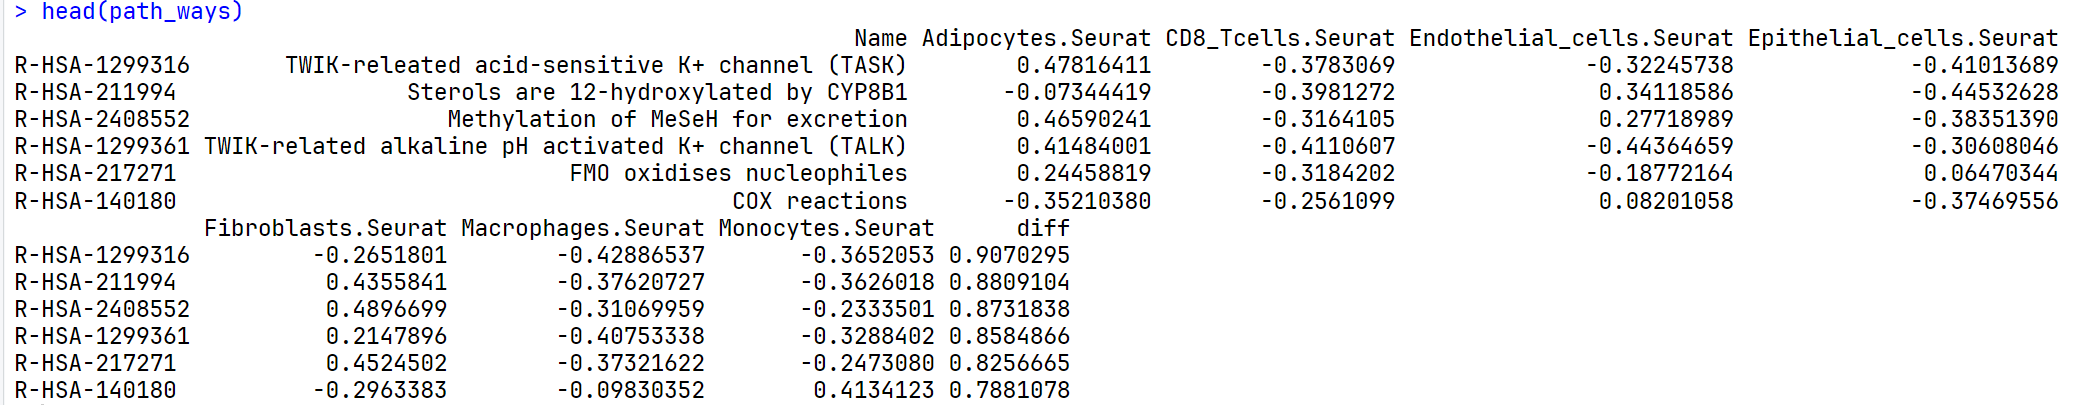 > head(path_ways)
Name Adipocytes.Seurat CD8_Tcells.Seurat Endothelial_cells.Seurat Epithelial_cells.Seurat
R-HSA-1299316 TWIK-releated acid-sensitive K+ channel (TASK) 0.47816411 -0.3783069 -0.32245738 -0.41013689
R-HSA-211994 Sterols are 12-hydroxylated by CYP8B1 -0.07344419 -0.3981272 0.34118586 -0.44532628
R-HSA-2408552 Methylation of MeSeH for excretion 0.46590241 -0.3164105 0.27718989 -0.38351390
R-HSA-1299361 TWIK-related alkaline pH activated K+ channel (TALK) 0.41484001 -0.4110607 -0.44364659 -0.30608046
R-HSA-217271 FMO oxidises nucleophiles 0.24458819 -0.3184202 -0.18772164 0.06470344
R-HSA-140180 COX reactions -0.35210380 -0.2561099 0.08201058 -0.37469556
Fibroblasts.Seurat Macrophages.Seurat Monocytes.Seurat diff
R-HSA-1299316 -0.2651801 -0.42886537 -0.3652053 0.9070295
R-HSA-211994 0.4355841 -0.37620727 -0.3626018 0.8809104
R-HSA-2408552 0.4896699 -0.31069959 -0.2333501 0.8731838
R-HSA-1299361 0.2147896 -0.40753338 -0.3288402 0.8584866
R-HSA-217271 0.4524502 -0.37321622 -0.2473080 0.8256665
R-HSA-140180 -0.2963383 -0.09830352 0.4134123 0.7881078